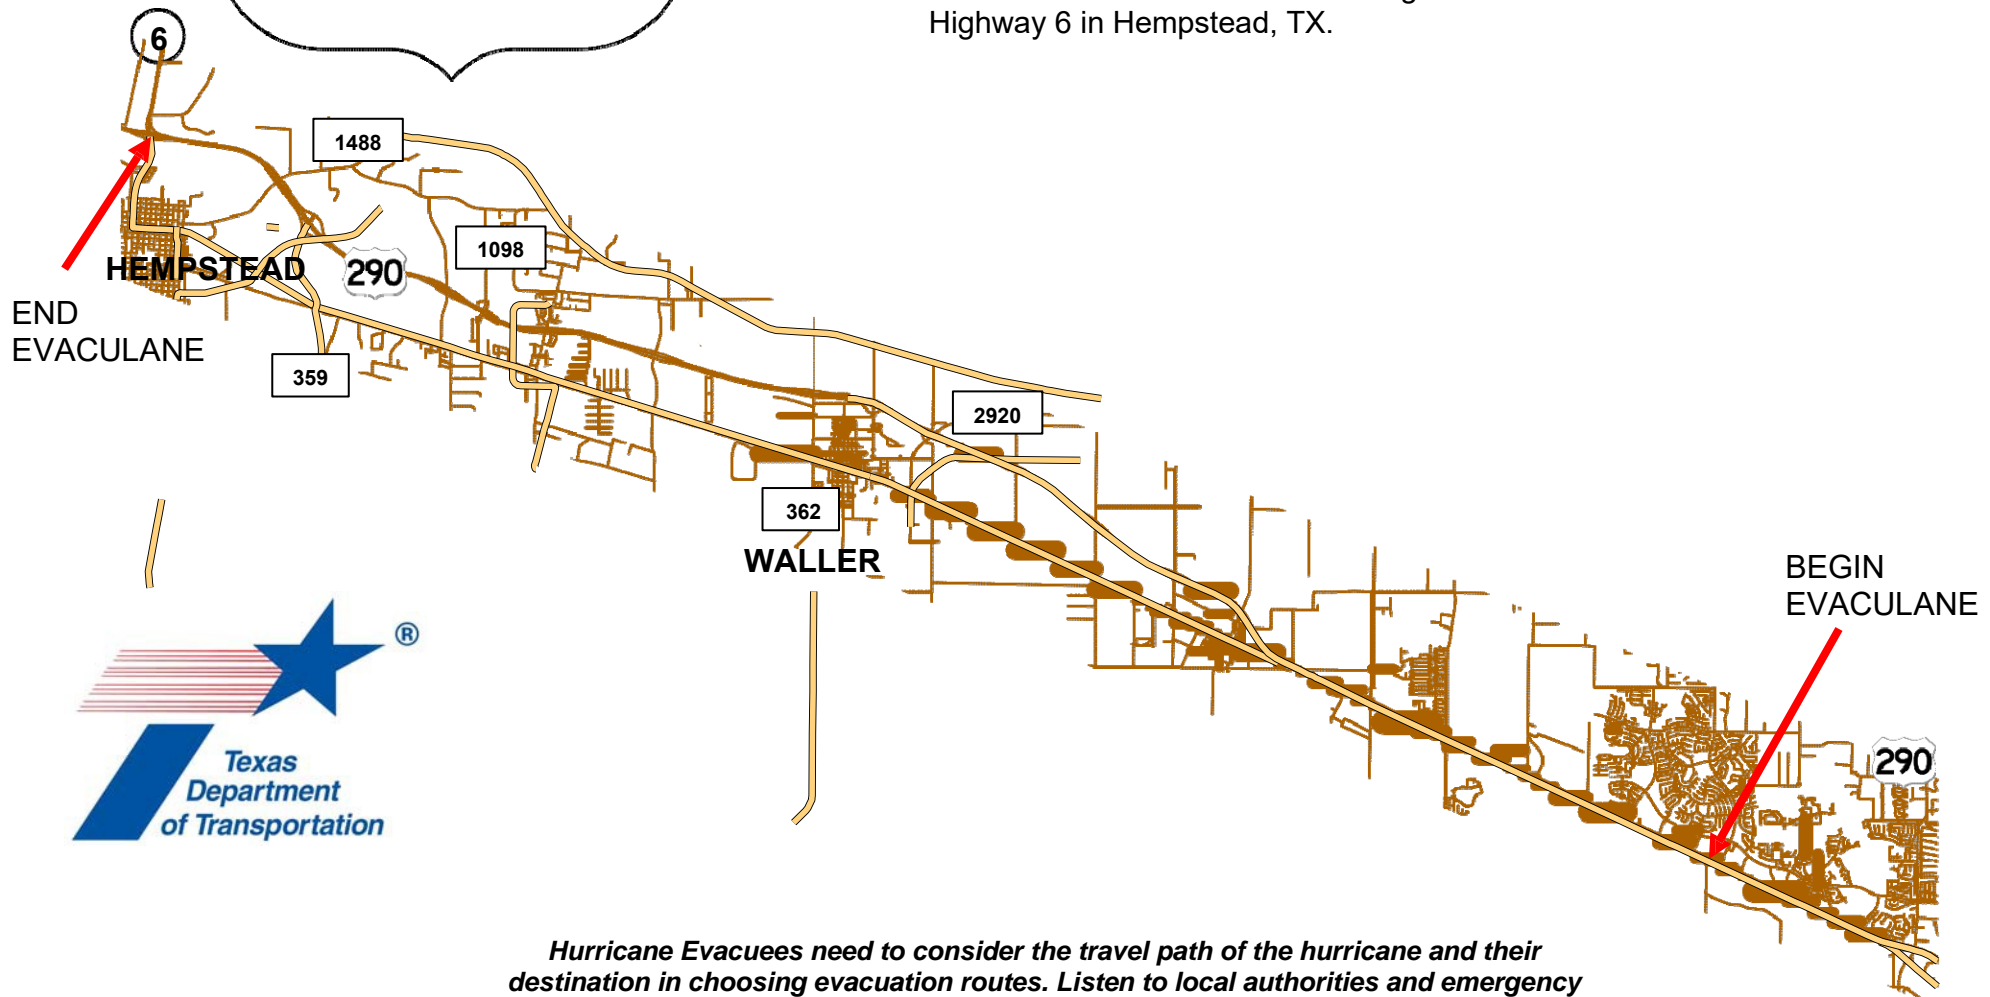 Highway 6 in Hempstead, TX.
6
1488
1098
HEMPSTEAD
290
END
EVACULANE
359
2920
362
WALLER
BEGIN
EVACULANE
290
®
Texas
Department
of Transportation
Hurricane Evacuees need to consider the travel path of the hurricane and their
destination in choosing evacuation routes. Listen to local authorities and emergency